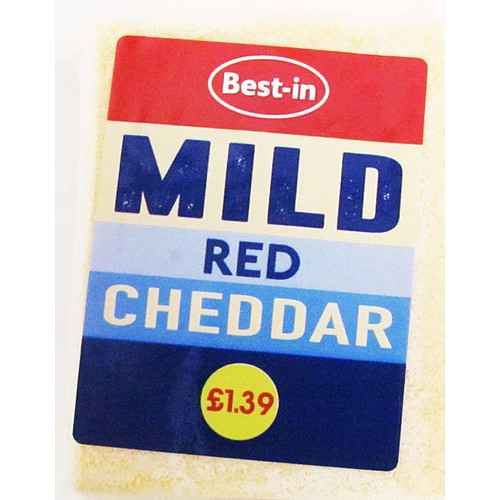 Best-in
MILD
RED
CHEDDAR
£1.39